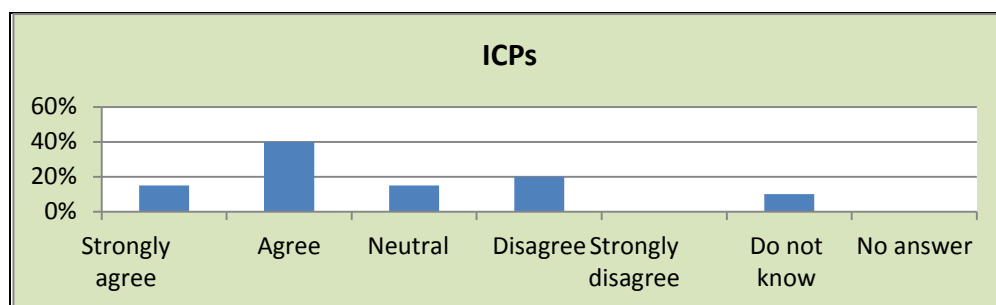 ICPs
60%
40%
20%
0%
Strongly agree
Agree
Neutral
Disagree
Strongly disagree
Do not know
No answer